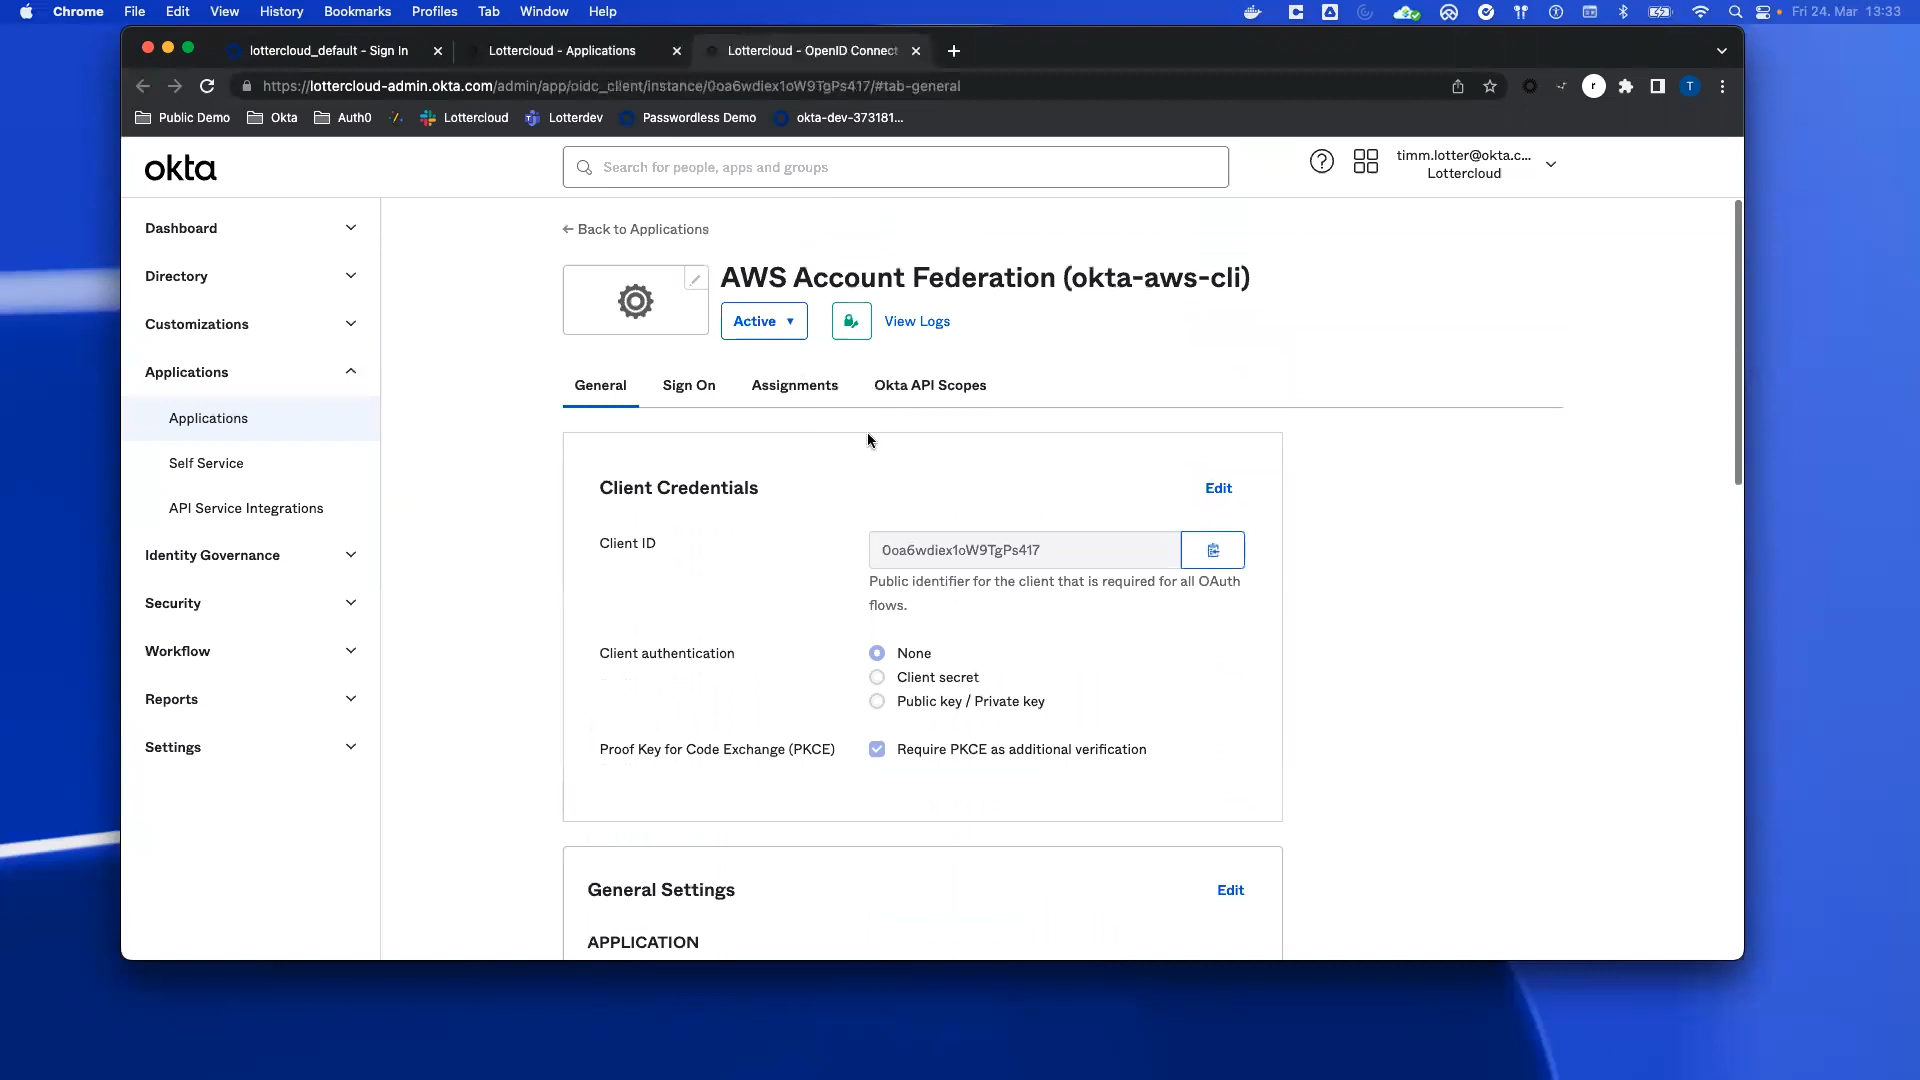 Chrome File Edit View History Bookmarks Profiles Tab Window Help Fri 24. Mar 13:33
lottercloud_default - Sign In
Lottercloud - Applications
Lottercloud - OpenID Connect
https://lottercloud-admin.okta.com/admin/app/oidc_client/instance/0oa6wdiex1oW9TgPs417/#tab-general
r
T
Public Demo
Okta
Auth0
Lottercloud
Lotterdev
Passwordless Demo
okta-dev-373181...
okta
Search for people, apps and groups
timm.lotter@okta.c...
Lottercloud
Dashboard
Directory
Customizations
Applications
Applications
Self Service
API Service Integrations
Identity Governance
Security
Workflow
Reports
Settings
← Back to Applications
AWS Account Federation (okta-aws-cli)
Active ▼
View Logs
General
Sign On
Assignments
Okta API Scopes
Client Credentials
Edit
Client ID
0oa6wdiex1oW9TgPs417
Public identifier for the client that is required for all OAuth
flows.
Client authentication
None
Client secret
Public key / Private key
Proof Key for Code Exchange (PKCE)
Require PKCE as additional verification
General Settings
Edit
APPLICATION